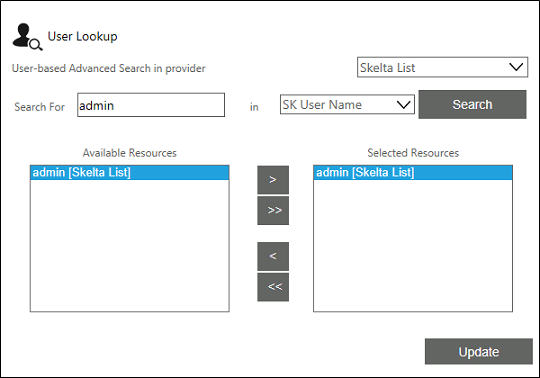 User Lookup
User-based Advanced Search in provider Skelta List
Search For admin in SK User Name Search
Available Resources Selected Resources
admin [Skelta List] admin [Skelta List]
>
>>
<
<<
Update